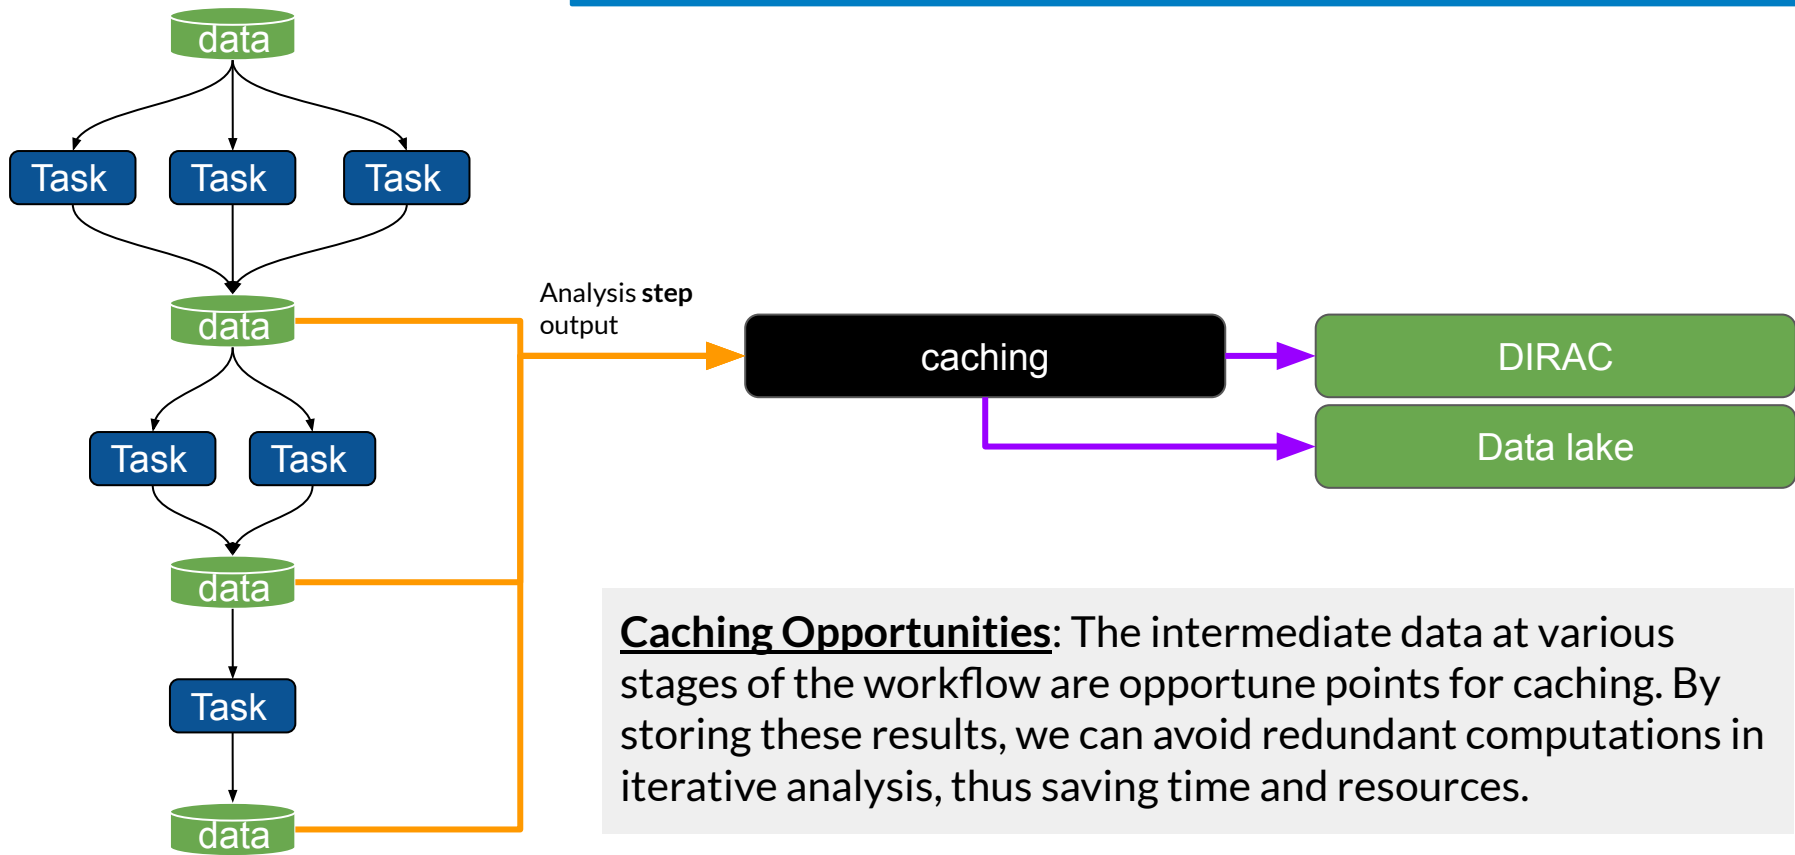 data
Task
Task
Task
data
Analysis step
output
caching
DIRAC
Data lake
Task
Task
data
Task
data
Caching Opportunities: The intermediate data at various
stages of the workflow are opportune points for caching. By
storing these results, we can avoid redundant computations in
iterative analysis, thus saving time and resources.